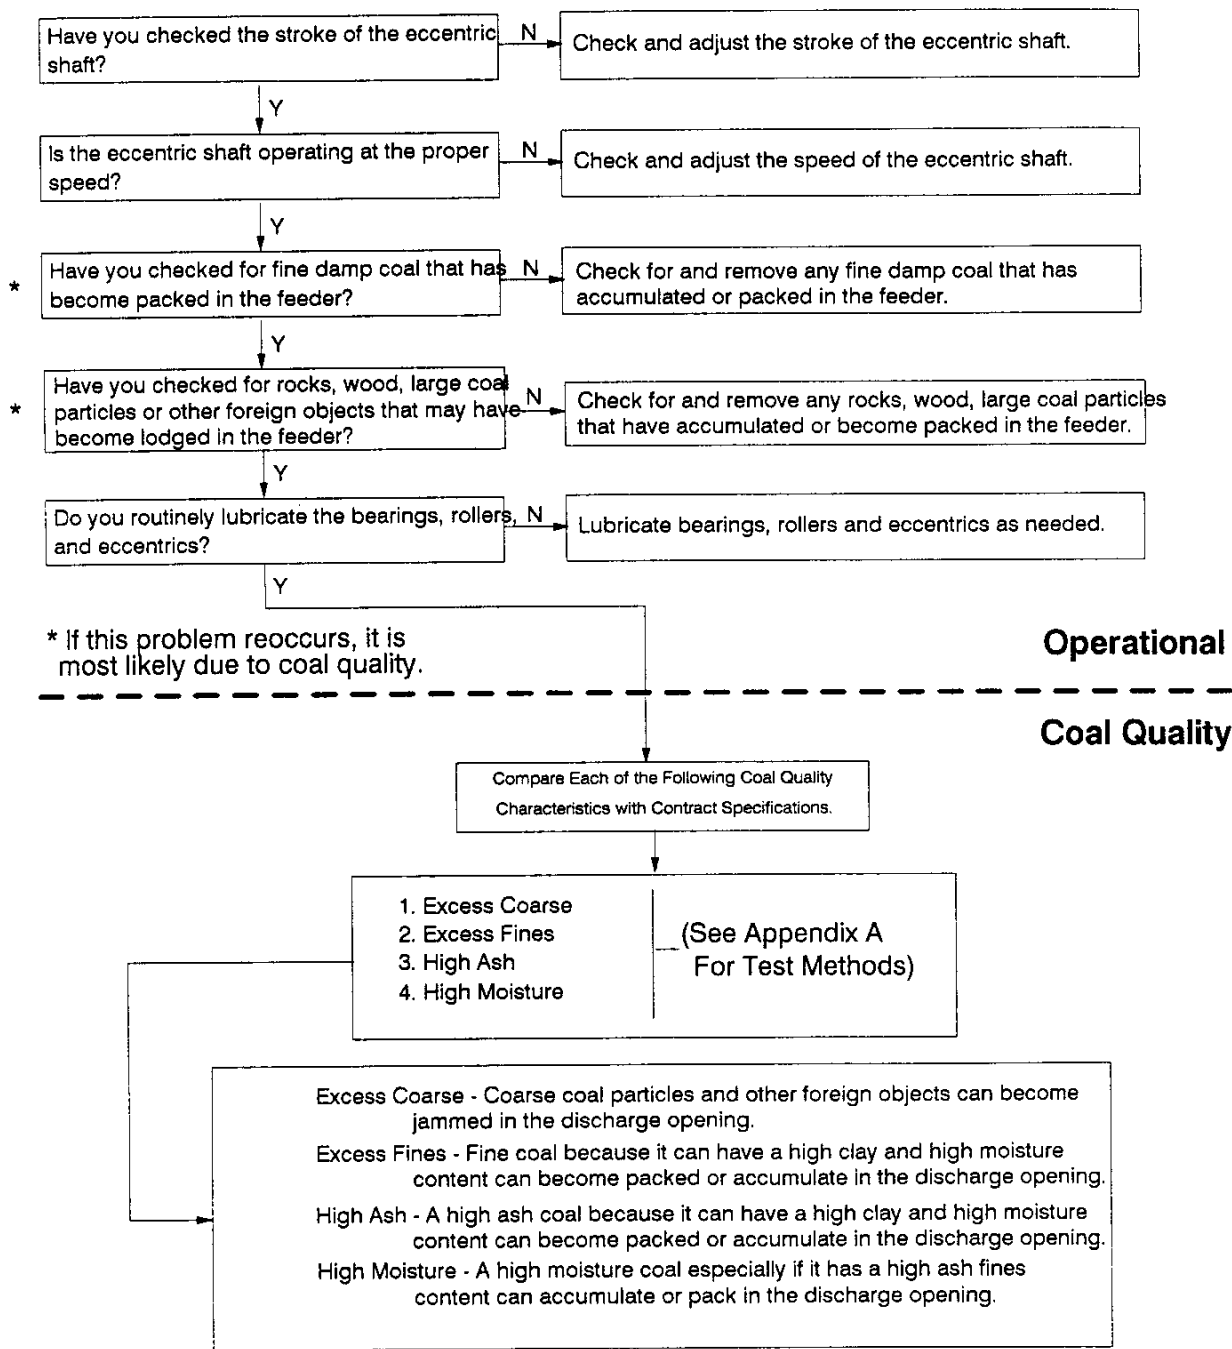 Have you checked the stroke of the eccentric
shaft?
N
Check and adjust the stroke of the eccentric shaft.
Y
Is the eccentric shaft operating at the proper
speed?
N
Check and adjust the speed of the eccentric shaft.
Y
*
Have you checked for fine damp coal that has
become packed in the feeder?
N
Check for and remove any fine damp coal that has
accumulated or packed in the feeder.
Y
*
Have you checked for rocks, wood, large coal
particles or other foreign objects that may have
become lodged in the feeder?
N
Check for and remove any rocks, wood, large coal particles
that have accumulated or become packed in the feeder.
Y
Do you routinely lubricate the bearings, rollers,
and eccentrics?
N
Lubricate bearings, rollers and eccentrics as needed.
Y
* If this problem reoccurs, it is
most likely due to coal quality.
Operational
Coal Quality
Compare Each of the Following Coal Quality
Characteristics with Contract Specifications.
1. Excess Coarse
2. Excess Fines
3. High Ash
4. High Moisture
(See Appendix A
For Test Methods)
Excess Coarse - Coarse coal particles and other foreign objects can become
jammed in the discharge opening.
Excess Fines - Fine coal because it can have a high clay and high moisture
content can become packed or accumulate in the discharge opening.
High Ash - A high ash coal because it can have a high clay and high moisture
content can become packed or accumulate in the discharge opening.
High Moisture - A high moisture coal especially if it has a high ash fines
content can accumulate or pack in the discharge opening.